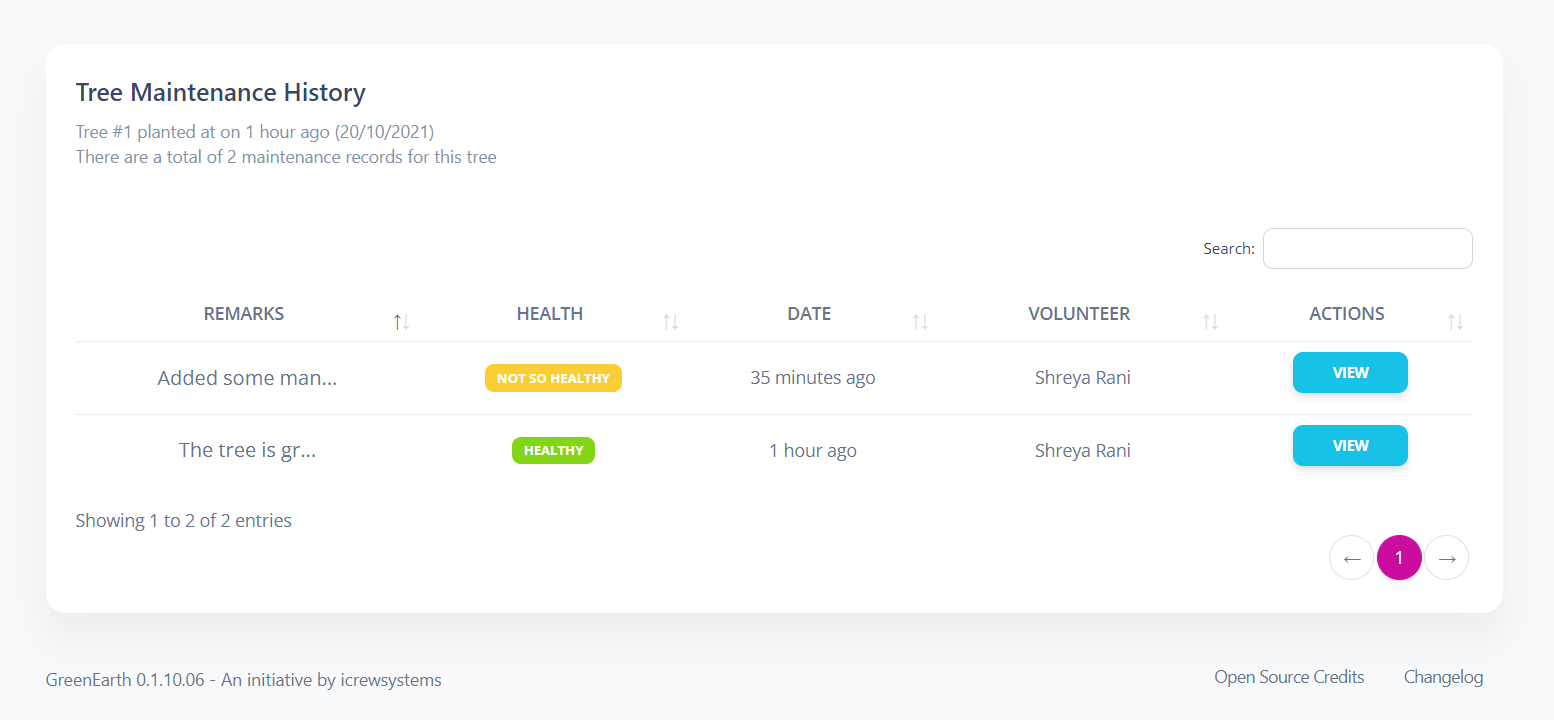 Tree Maintenance History
Tree #1 planted at on 1 hour ago (20/10/2021)
There are a total of 2 maintenance records for this tree
Search:
REMARKS HEALTH DATE VOLUNTEER ACTIONS
Added some man... NOT SO HEALTHY 35 minutes ago Shreya Rani VIEW
The tree is gr... HEALTHY 1 hour ago Shreya Rani VIEW
Showing 1 to 2 of 2 entries
← 1 →
GreenEarth 0.1.10.06 - An initiative by icrewsystems Open Source Credits Changelog